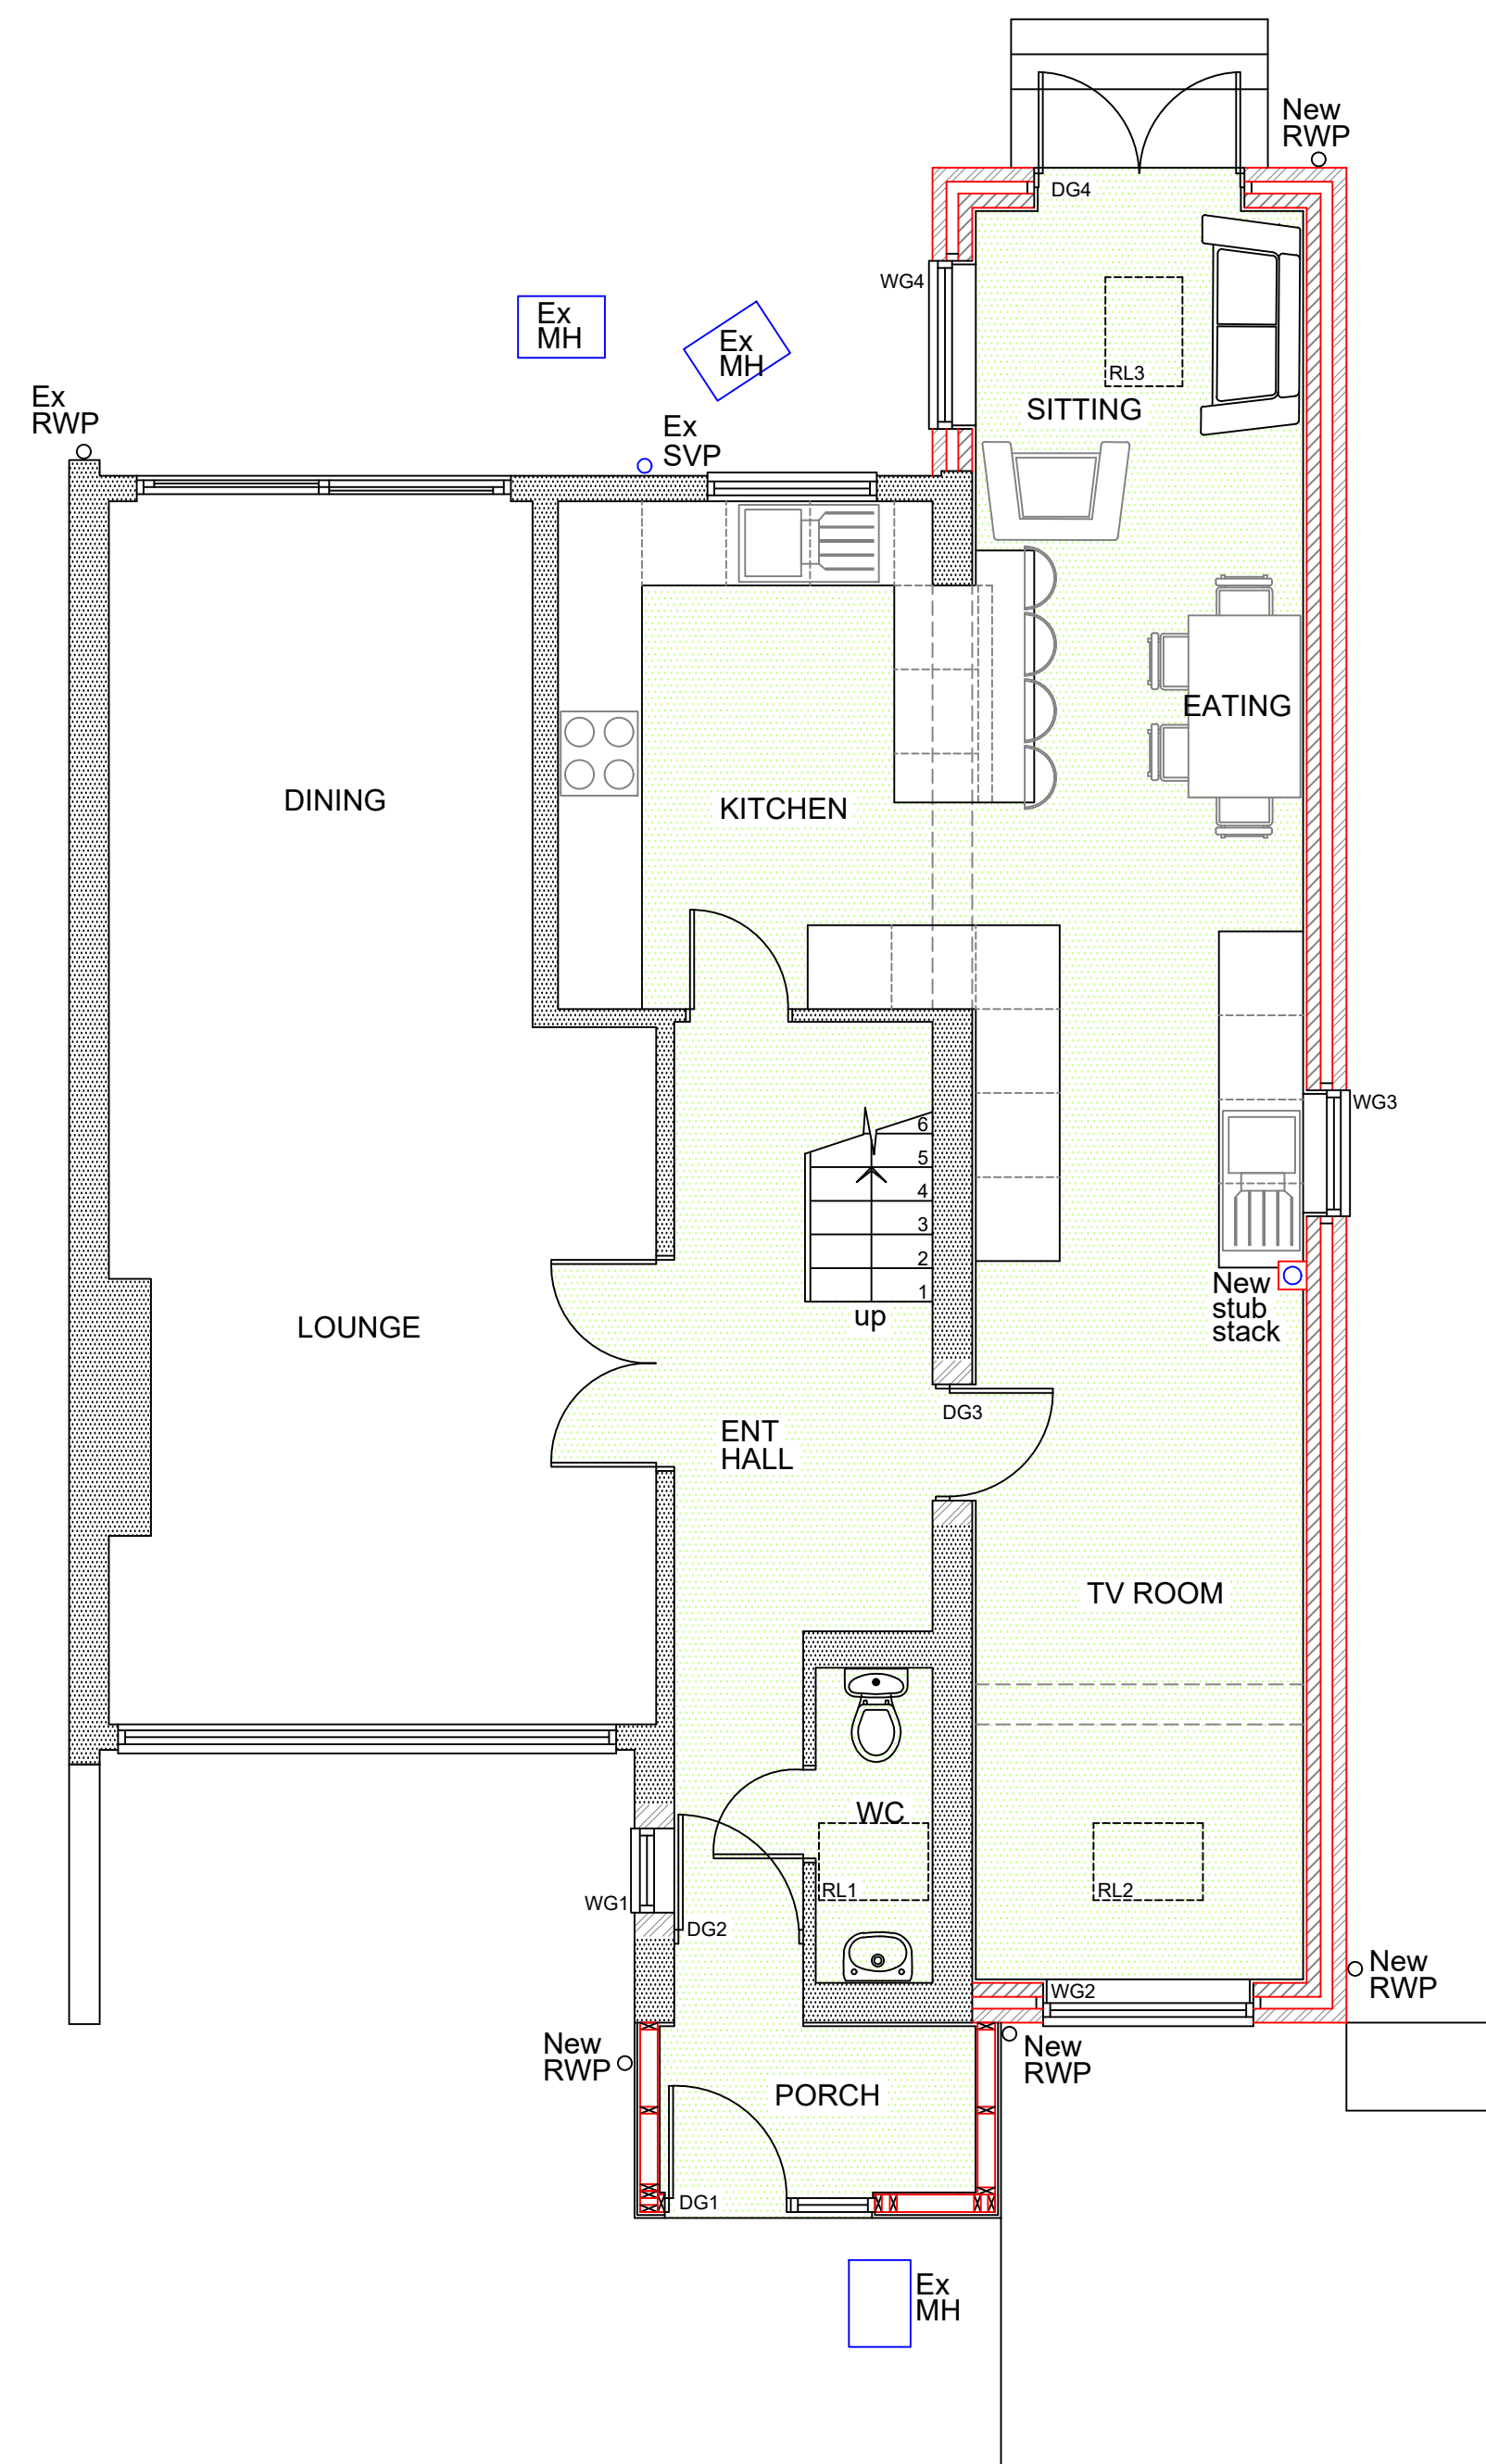 New
RWP
DG4
WG4
Ex
MH
Ex
MH
RL3
Ex
RWP
SITTING
Ex
SVP
EATING
DINING
KITCHEN
WG3
6
5
4
3
2
1
up
New
stub
stack
LOUNGE
DG3
ENT
HALL
TV ROOM
WC
RL1
RL2
WG1
DG2
New
RWP
WG2
New
RWP
New
RWP
PORCH
DG1
Ex
MH